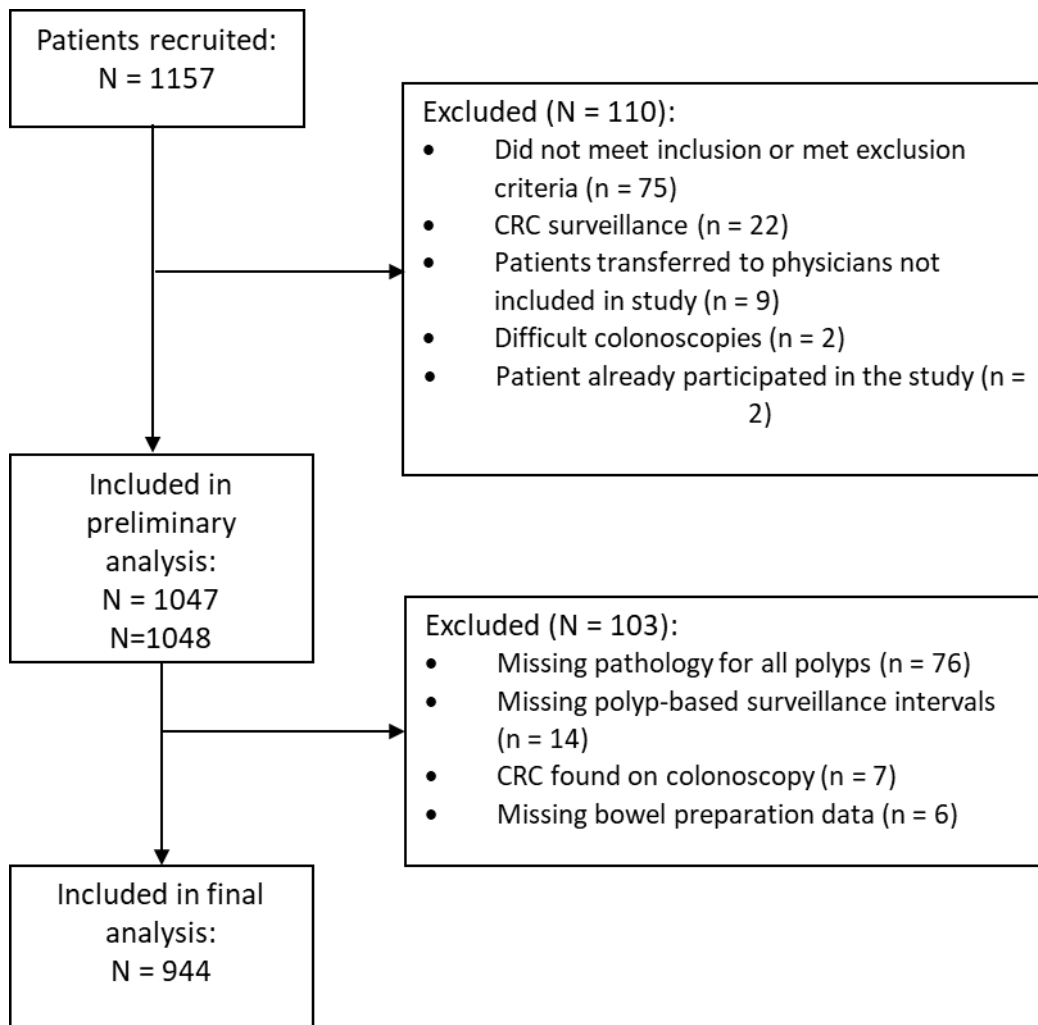 Patients recruited:
N = 1157
Excluded (N = 110):
• Did not meet inclusion or met exclusion
criteria (n = 75)
• CRC surveillance (n = 22)
• Patients transferred to physicians not
included in study (n = 9)
• Difficult colonoscopies (n = 2)
• Patient already participated in the study (n =
2)
Included in
preliminary
analysis:
N = 1047
N=1048
Excluded (N = 103):
• Missing pathology for all polyps (n = 76)
• Missing polyp-based surveillance intervals
(n = 14)
• CRC found on colonoscopy (n = 7)
• Missing bowel preparation data (n = 6)
Included in final
analysis:
N = 944